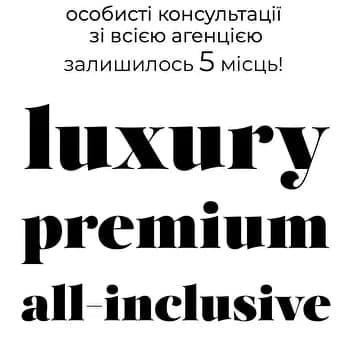 особисті консультації
зі всією агенцією
залишилось 5 місць!
luxury
premium
all-inclusive